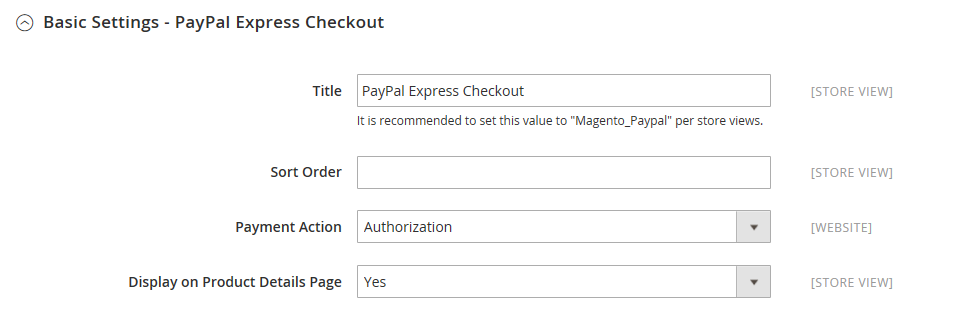 Basic Settings - PayPal Express Checkout
Title PayPal Express Checkout [STORE VIEW]
It is recommended to set this value to "Magento_Paypal" per store views.
Sort Order [STORE VIEW]
Payment Action Authorization [WEBSITE]
Display on Product Details Page Yes [STORE VIEW]